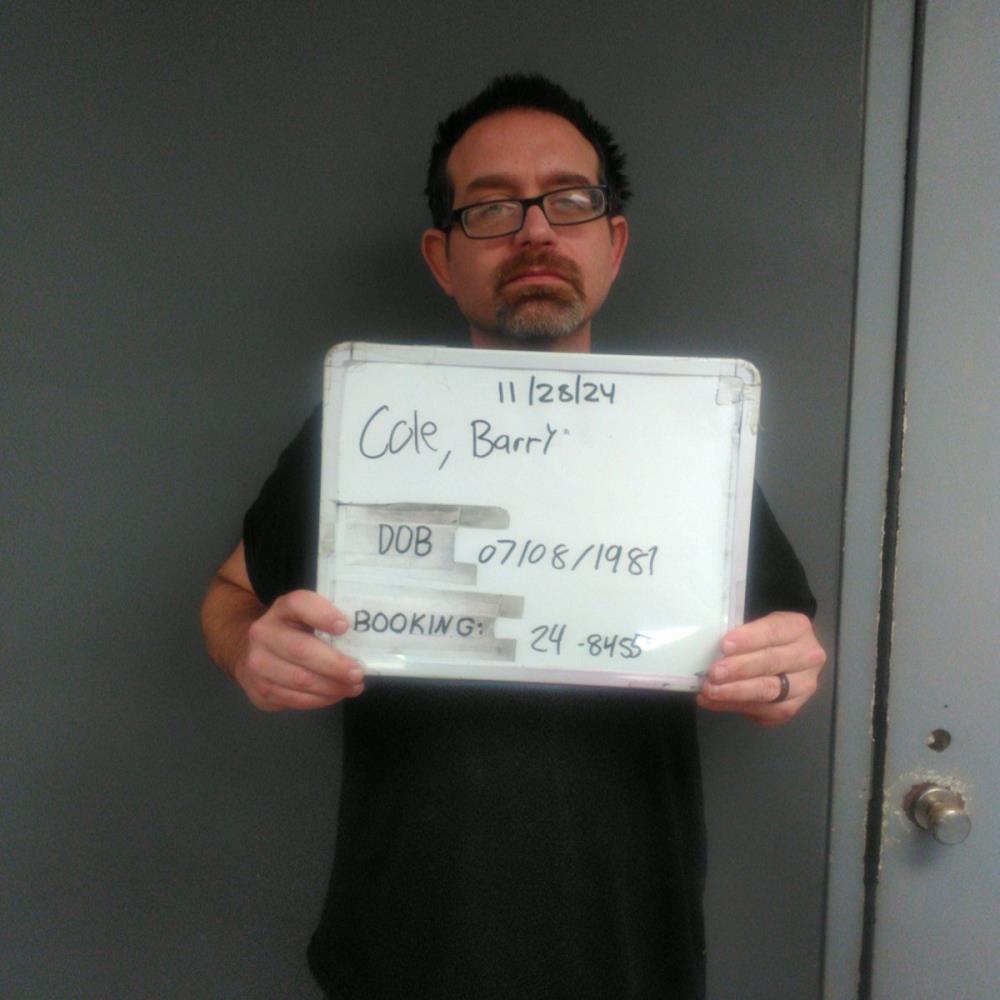 11/28/24
Cole, Barry
DOB 07/08/1981
BOOKING: 24-8455